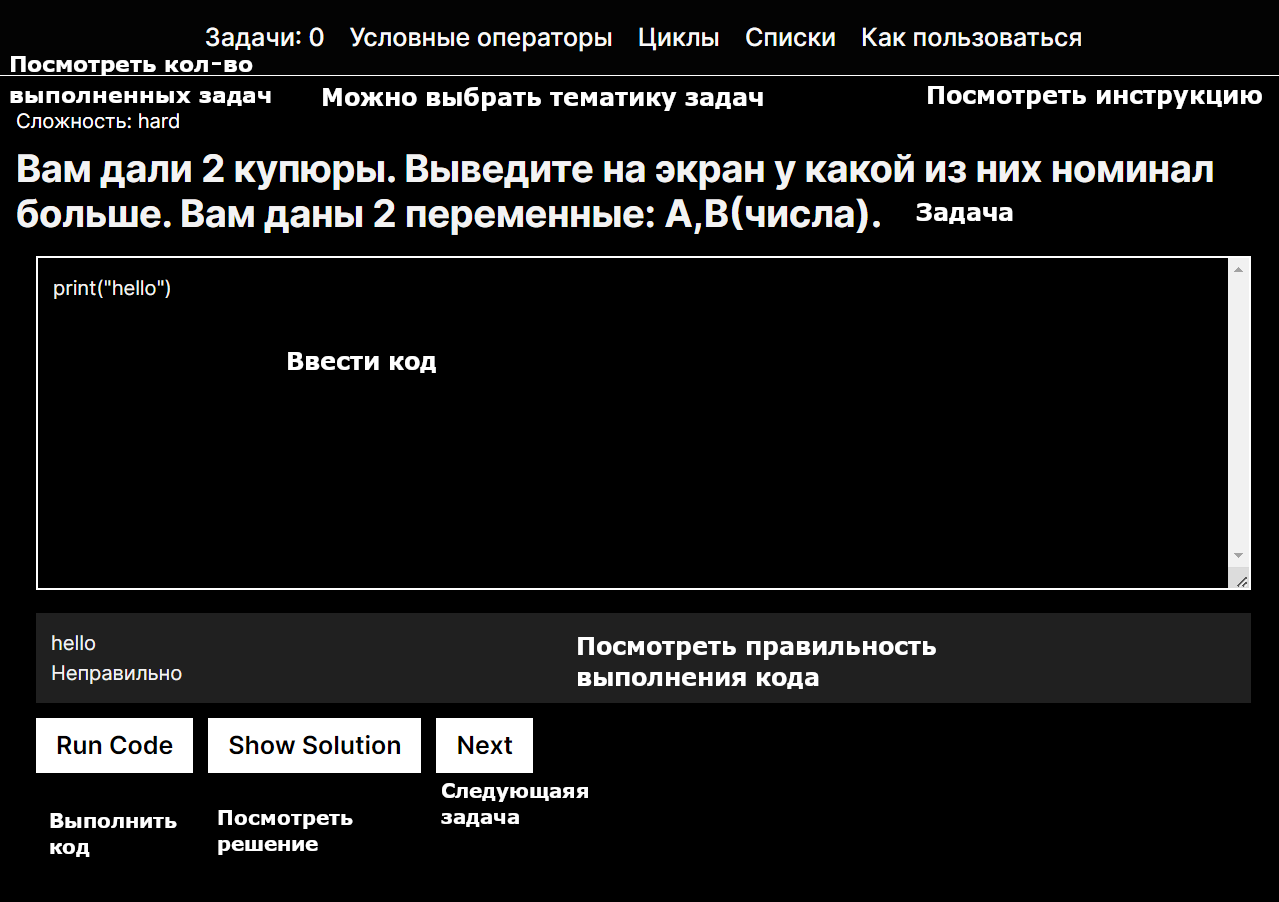 Задачи: 0 Условные операторы Циклы Списки Как пользоваться
Посмотреть кол-во
выполненных задач
Можно выбрать тематику задач
Посмотреть инструкцию
Сложность: hard
Вам дали 2 купюры. Выведите на экран у какой из них номинал
больше. Вам даны 2 переменные: A,B(числа).
Задача
print("hello")
Ввести код
hello
Неправильно
Посмотреть правильность
выполнения кода
Run Code Show Solution Next
Выполнить
код
Посмотреть
решение
Следующаяя
задача